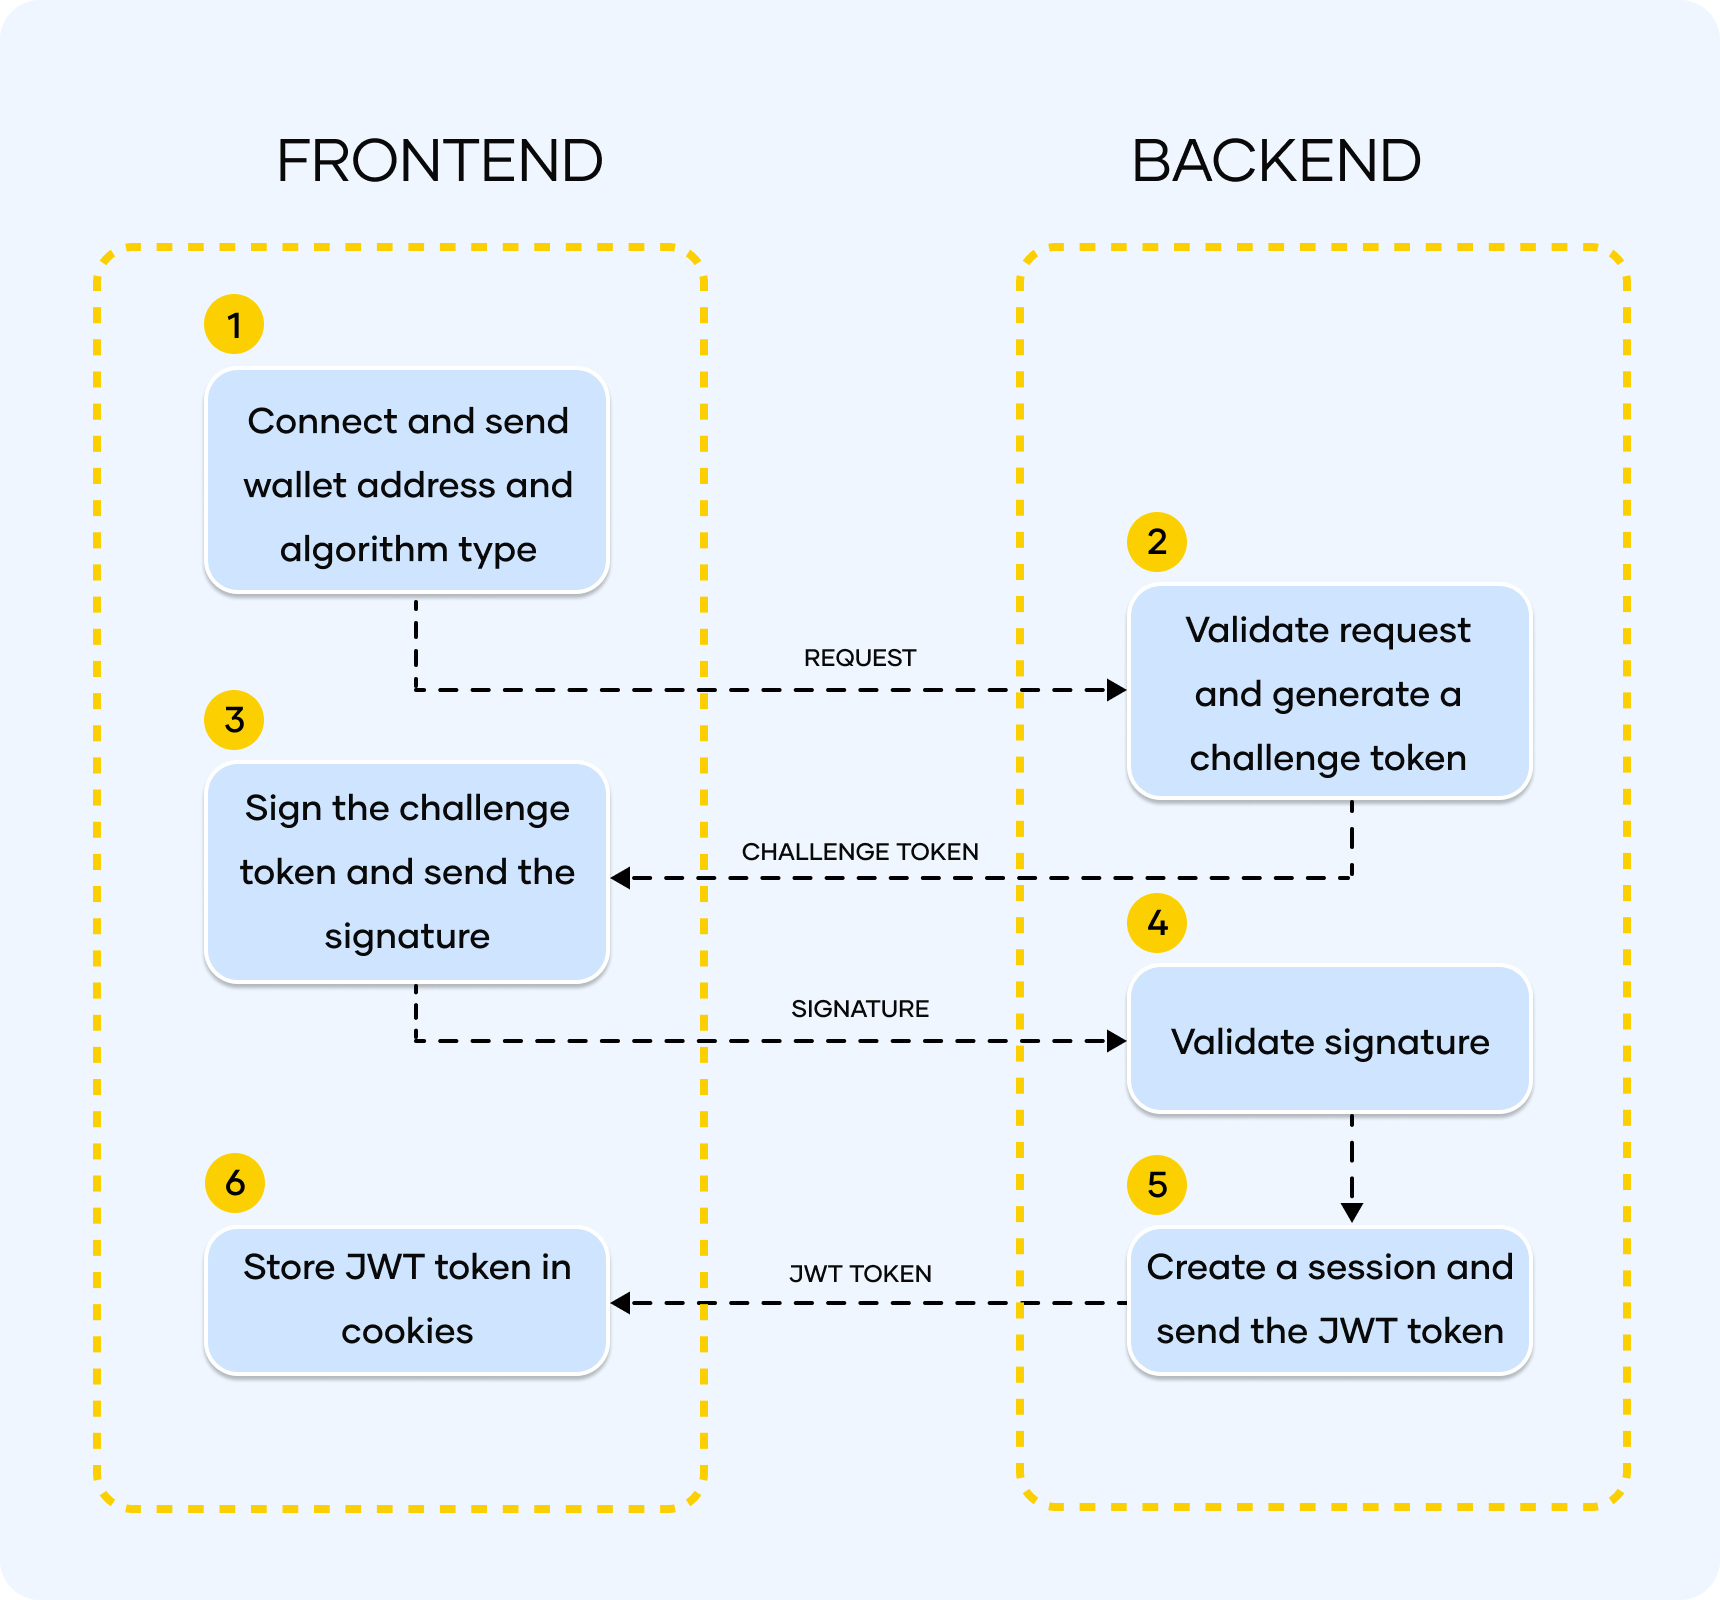 FRONTEND
BACKEND
1
Connect and send
wallet address and
algorithm type
REQUEST
2
Validate request
and generate a
challenge token
CHALLENGE TOKEN
3
Sign the challenge
token and send the
signature
SIGNATURE
4
Validate signature
5
Create a session and
send the JWT token
JWT TOKEN
6
Store JWT token in
cookies